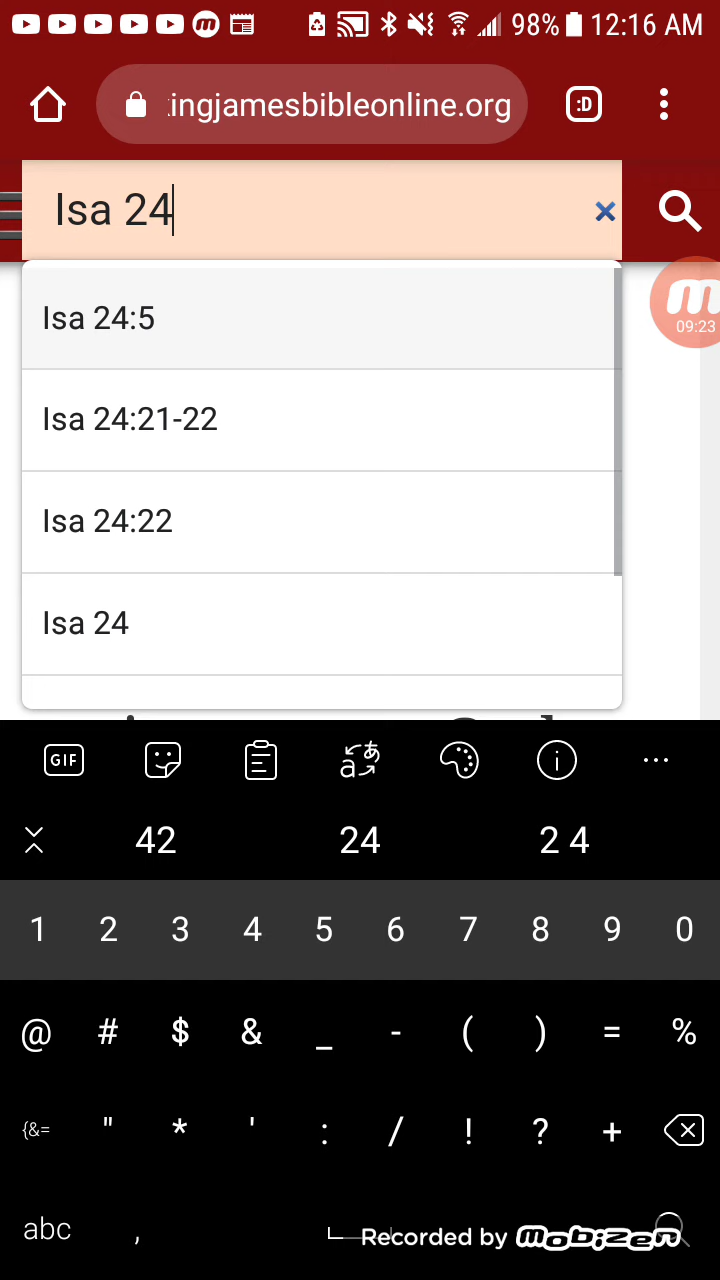 98% 12:16 AM
ingjamesbibleonline.org
:D
Isa 24
09:23
Isa 24:5
Isa 24:21-22
Isa 24:22
Isa 24
GIF
42 24 2 4
1 2 3 4 5 6 7 8 9 0
@ # $ & _ - ( ) = %
{&= " * ' : / ! ? +
abc ,
Recorded by mobizen